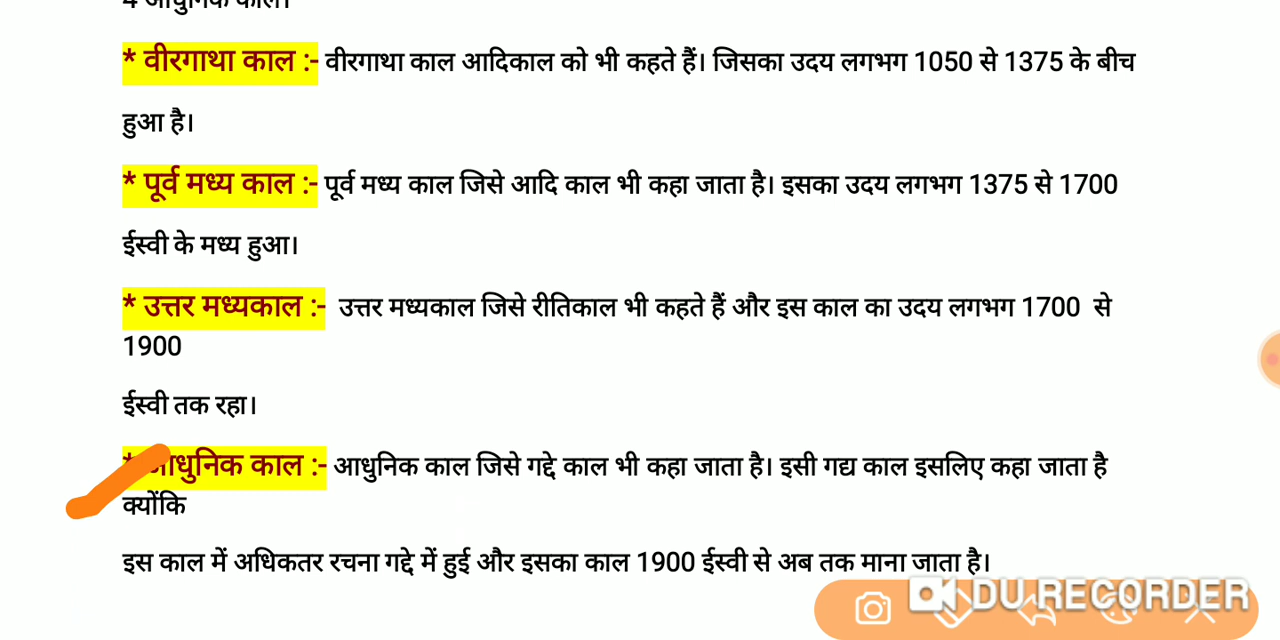 4 आधुनिक काल।
* वीरगाथा काल :- वीरगाथा काल आदिकाल को भी कहते हैं। जिसका उदय लगभग 1050 से 1375 के बीच
हुआ है।
* पूर्व मध्य काल :- पूर्व मध्य काल जिसे आदि काल भी कहा जाता है। इसका उदय लगभग 1375 से 1700
ईस्वी के मध्य हुआ।
* उत्तर मध्यकाल :- उत्तर मध्यकाल जिसे रीतिकाल भी कहते हैं और इस काल का उदय लगभग 1700 से
1900
ईस्वी तक रहा।
* आधुनिक काल :- आधुनिक काल जिसे गद्दे काल भी कहा जाता है। इसी गद्य काल इसलिए कहा जाता है
क्योंकि
इस काल में अधिकतर रचना गद्दे में हुई और इसका काल 1900 ईस्वी से अब तक माना जाता है।
DU RECORDER